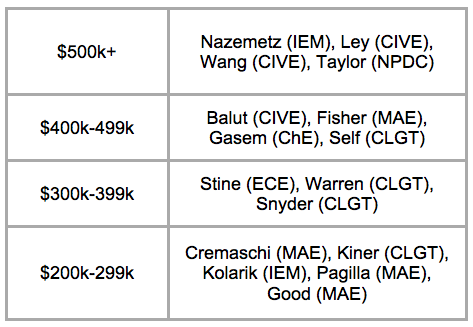 $500k+
Nazemetz (IEM), Ley (CIVE),
Wang (CIVE), Taylor (NPDC)
$400k-499k
Balut (CIVE), Fisher (MAE),
Gasem (ChE), Self (CLGT)
$300k-399k
Stine (ECE), Warren (CLGT),
Snyder (CLGT)
$200k-299k
Cremaschi (MAE), Kiner (CLGT),
Kolarik (IEM), Pagilla (MAE),
Good (MAE)